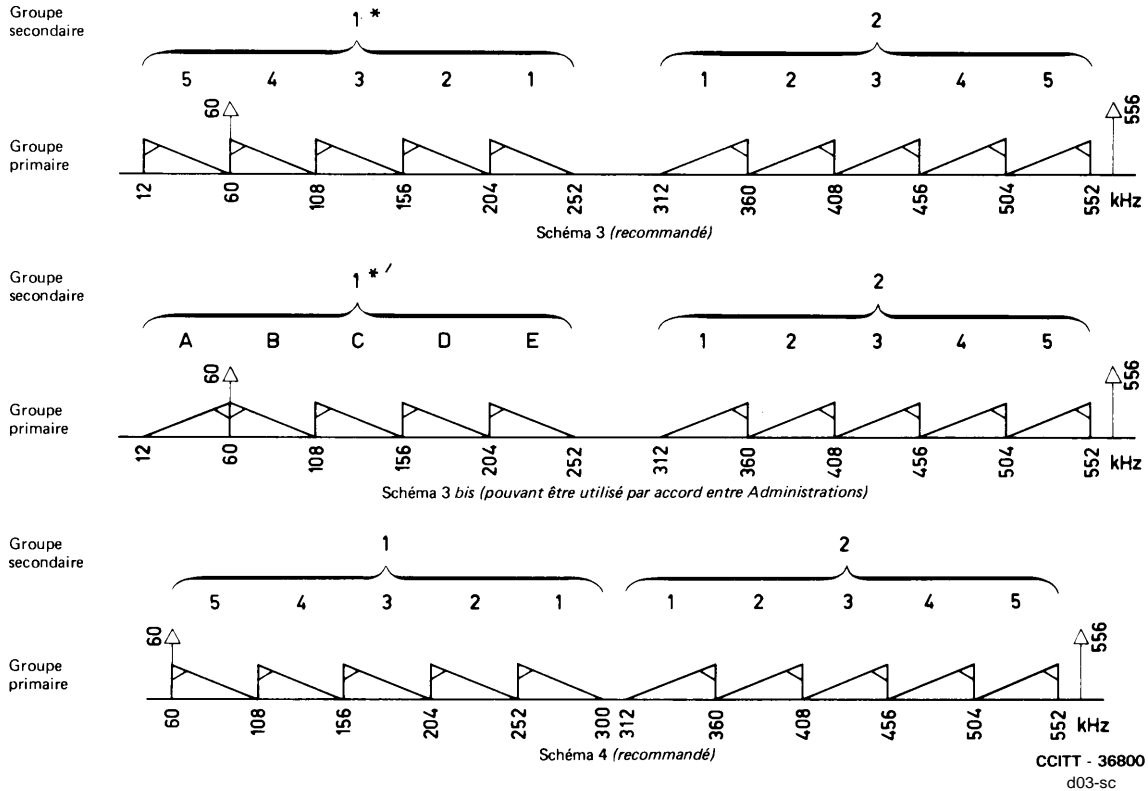 Groupe
secondaire
1 * 2
5 4 3 2 1 1 2 3 4 5
60 556
Groupe
primaire
12 60 108 156 204 252 312 360 408 456 504 552 kHz
Schéma 3 (recommandé)
Groupe
secondaire
1 *′ 2
A B C D E 1 2 3 4 5
60 556
Groupe
primaire
12 60 108 156 204 252 312 360 408 456 504 552 kHz
Schéma 3 bis (pouvant être utilisé par accord entre Administrations)
Groupe
secondaire
1 2
5 4 3 2 1 1 2 3 4 5
60 556
Groupe
primaire
60 108 156 204 252 300 312 360 408 456 504 552 kHz
Schéma 4 (recommandé)
CCITT - 36800
d03-sc